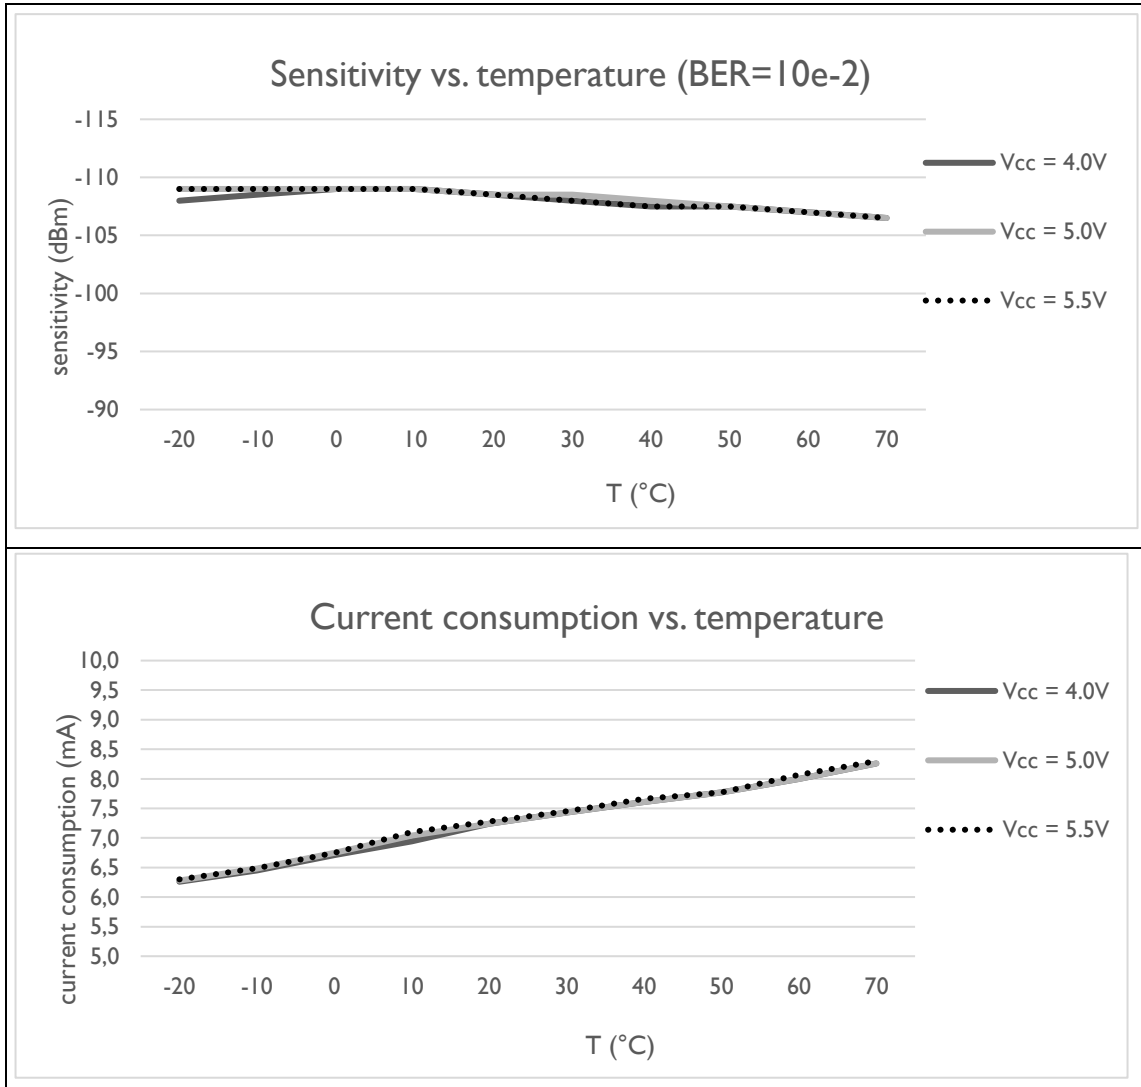 Sensitivity vs. temperature (BER=10e-2)
-115
-110
-105
-100
-95
-90
sensitivity (dBm)
-20 -10 0 10 20 30 40 50 60 70
T (°C)
Vcc = 4.0V
Vcc = 5.0V
Vcc = 5.5V
Current consumption vs. temperature
10,0
9,5
9,0
8,5
8,0
7,5
7,0
6,5
6,0
5,5
5,0
current consumption (mA)
-20 -10 0 10 20 30 40 50 60 70
T (°C)
Vcc = 4.0V
Vcc = 5.0V
Vcc = 5.5V